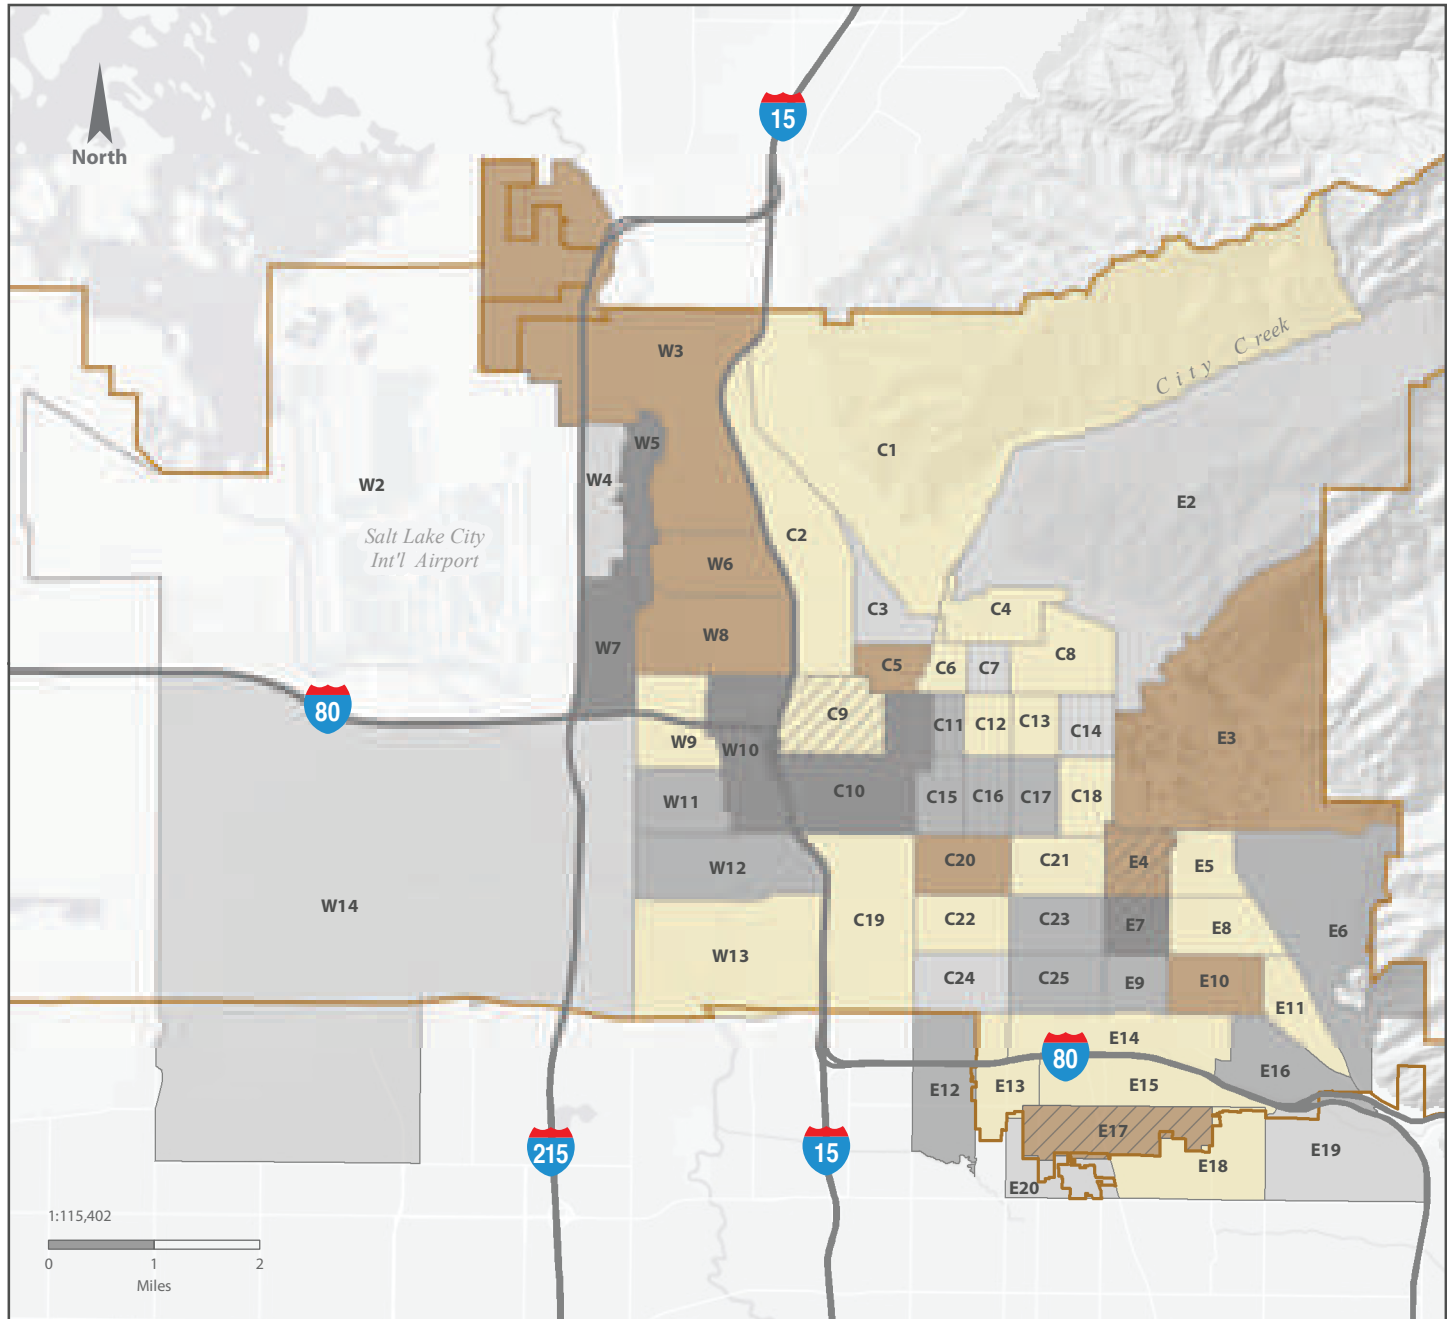 15
North
W3
City Creek
W5
C1
W4
W2
E2
Salt Lake City
Int'l Airport
C2
W6
C3
C4
W8
W7
C5
C6
C7
C8
80
C9
C11
C12
C13
C14
W9
W10
E3
C10
W11
C15
C16
C17
C18
W12
C20
C21
E4
E5
W14
C19
C22
C23
E7
E8
E6
W13
C24
C25
E9
E10
E11
E14
80
E12
E13
E15
E16
E17
215
15
E18
E19
E20
1:115,402
0 1 2
Miles